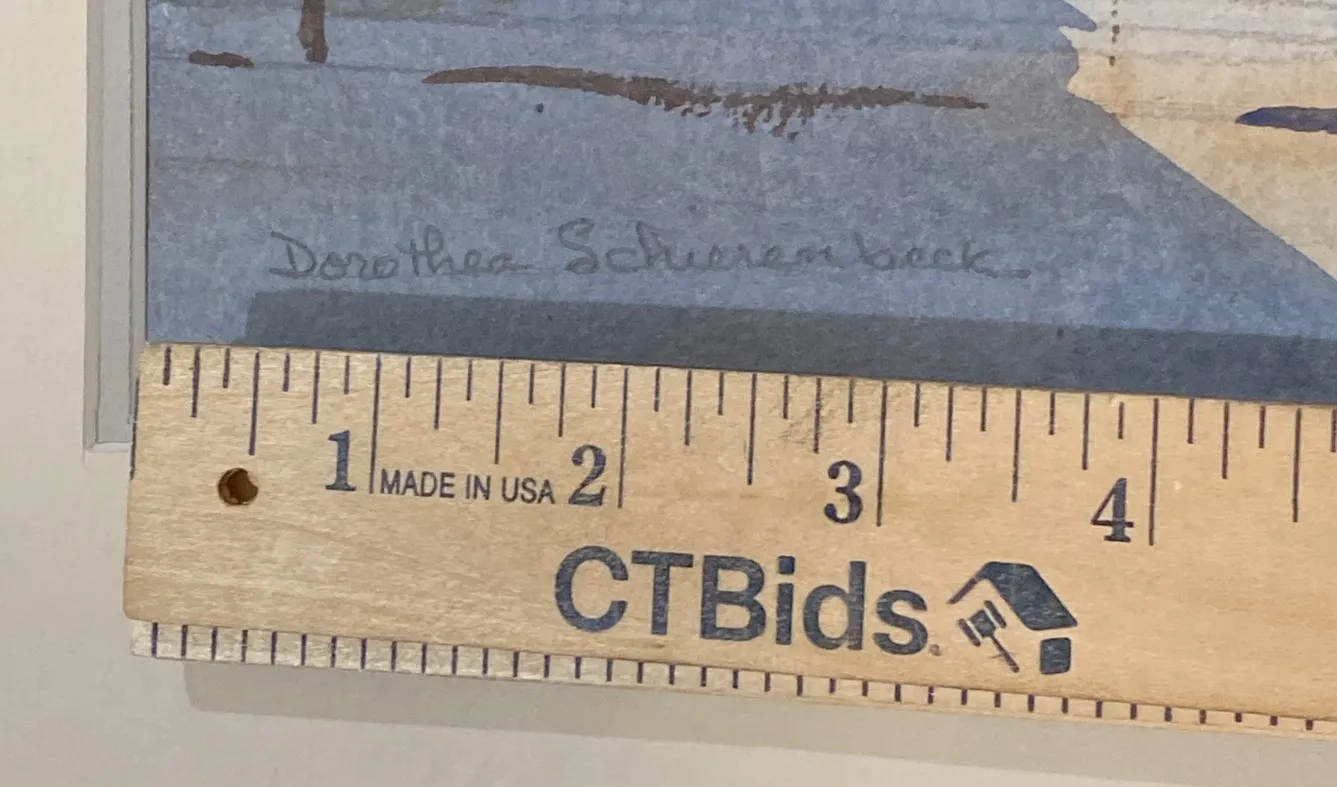 Dorothea Schierenbeck
1 MADE IN USA 2 3 4
CTBids.